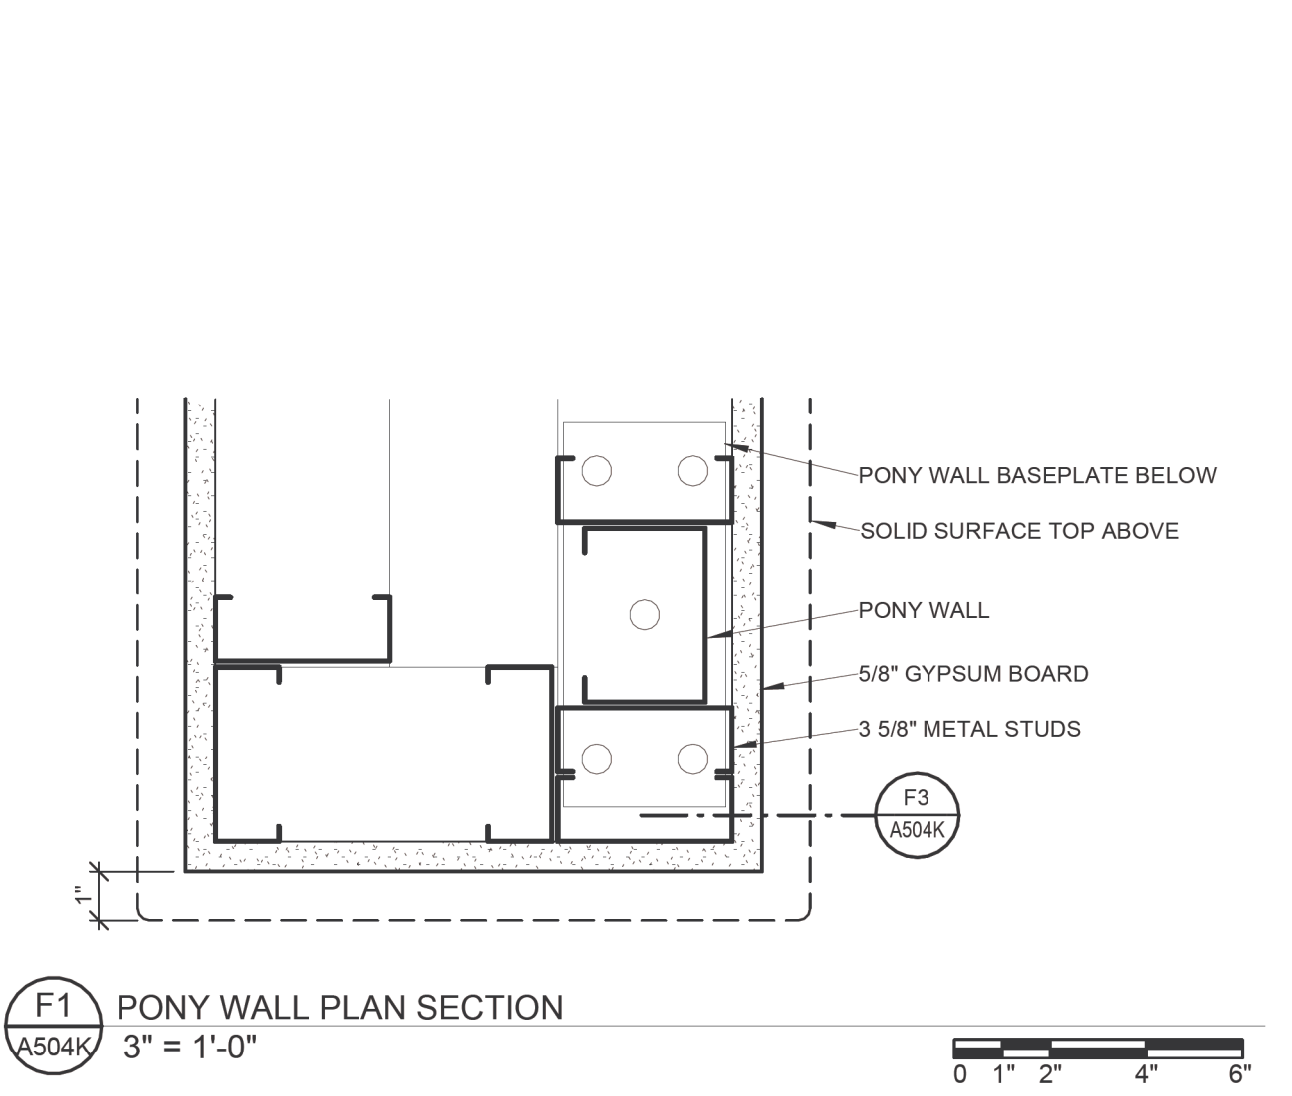 PONY WALL BASEPLATE BELOW
SOLID SURFACE TOP ABOVE
PONY WALL
5/8" GYPSUM BOARD
3 5/8" METAL STUDS
F3
A504K
1"
F1
A504K
PONY WALL PLAN SECTION
3" = 1'-0"
0 1" 2" 4" 6"